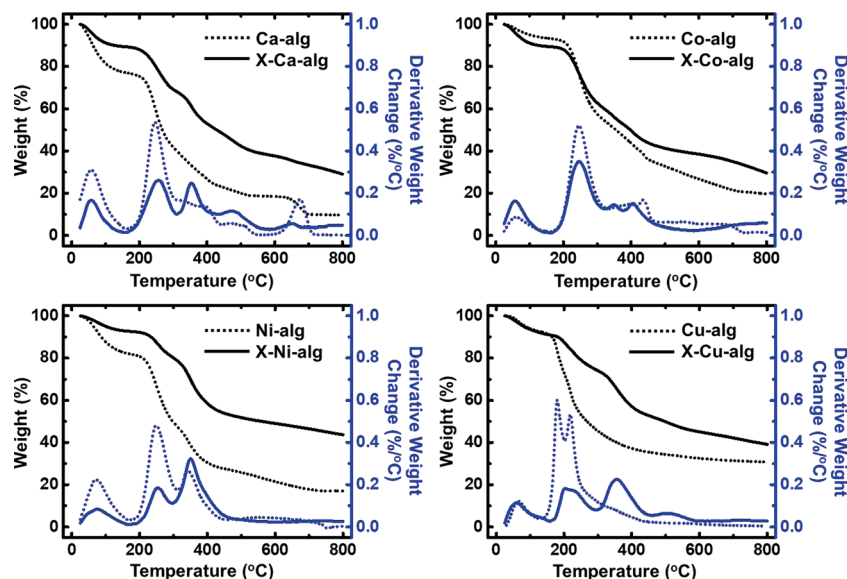 Ca-alg
X-Ca-alg
Weight (%)
100
80
60
40
20
0
1.0
0.8
0.6
0.4
0.2
0.0
Derivative Weight
Change (%/°C)
0 200 400 600 800
Temperature (°C)
Co-alg
X-Co-alg
Weight (%)
100
80
60
40
20
0
1.0
0.8
0.6
0.4
0.2
0.0
Derivative Weight
Change (%/°C)
0 200 400 600 800
Temperature (°C)
Ni-alg
X-Ni-alg
Weight (%)
100
80
60
40
20
0
1.0
0.8
0.6
0.4
0.2
0.0
Derivative Weight
Change (%/°C)
0 200 400 600 800
Temperature (°C)
Cu-alg
X-Cu-alg
Weight (%)
100
80
60
40
20
0
1.0
0.8
0.6
0.4
0.2
0.0
Derivative Weight
Change (%/°C)
0 200 400 600 800
Temperature (°C)